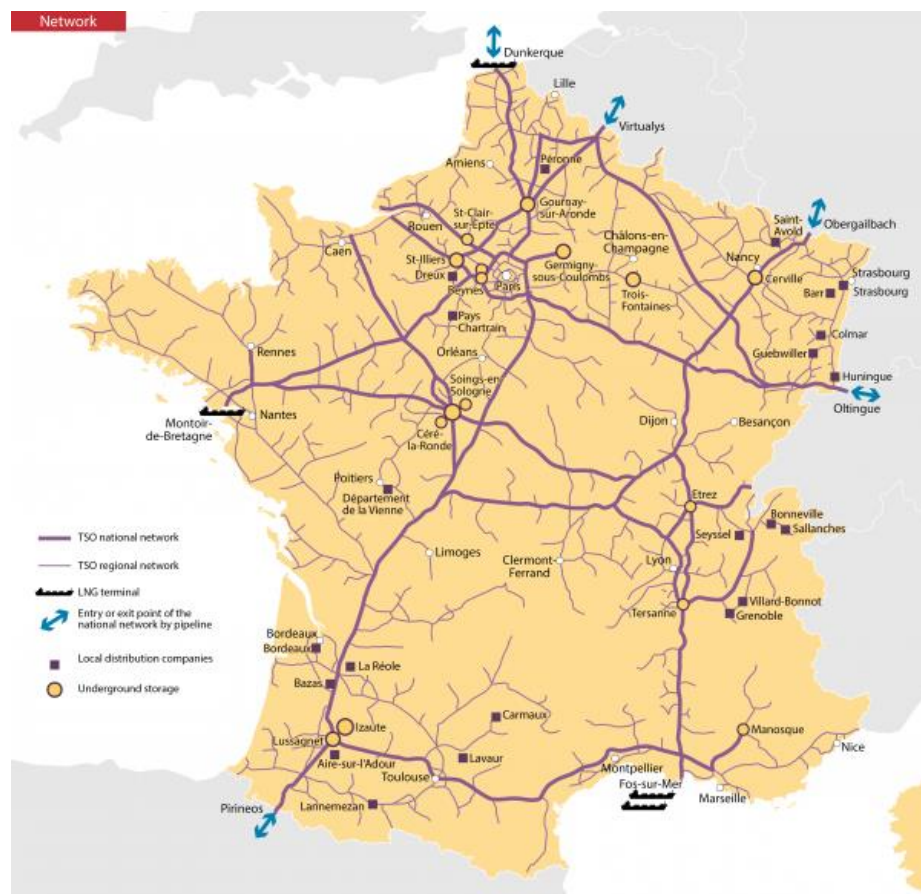 Network
Dunkerque
Lille
Virtualys
Amiens
Péronne
Rouen
St-Clair
sur-Epter
Gournay
-sur-Aronde
Caen
St-Illiers
Dreux
Beynes
Paris
Germigny-
sous-Coulombs
Châlons-en-
Champagne
Trois-
Fontaines
Saint-
Avold
Obergailbach
Nancy
Cerville
Strasbourg
Strasbourg
Barr
Colmar
Guebwiller
Huningue
Oltingue
Pays
Chartrain
Orléans
Rennes
Soings-en-
Sologne
Montoir-
de-Bretagne
Nantes
Céré-
la-Ronde
Dijon
Besançon
Poitiers
Département
de la Vienne
Etrez
Bonneville
Sallanches
Seyssel
Limoges
Clermont-
Ferrand
Lyon
Tersanne
Villard-Bonnot
Grenoble
TSO national network
TSO regional network
LNG terminal
Entry or exit point of the
national network by pipeline
Local distribution companies
Underground storage
Bordeaux
Bordeaux
La Réole
Bazas
Izaute
Carmaux
Lussagnet
Aire-sur-l'Adour
Lavaur
Toulouse
Manosque
Nice
Montpellier
Fos-sur-Mer
Marseille
Pirineos
Lannemezan